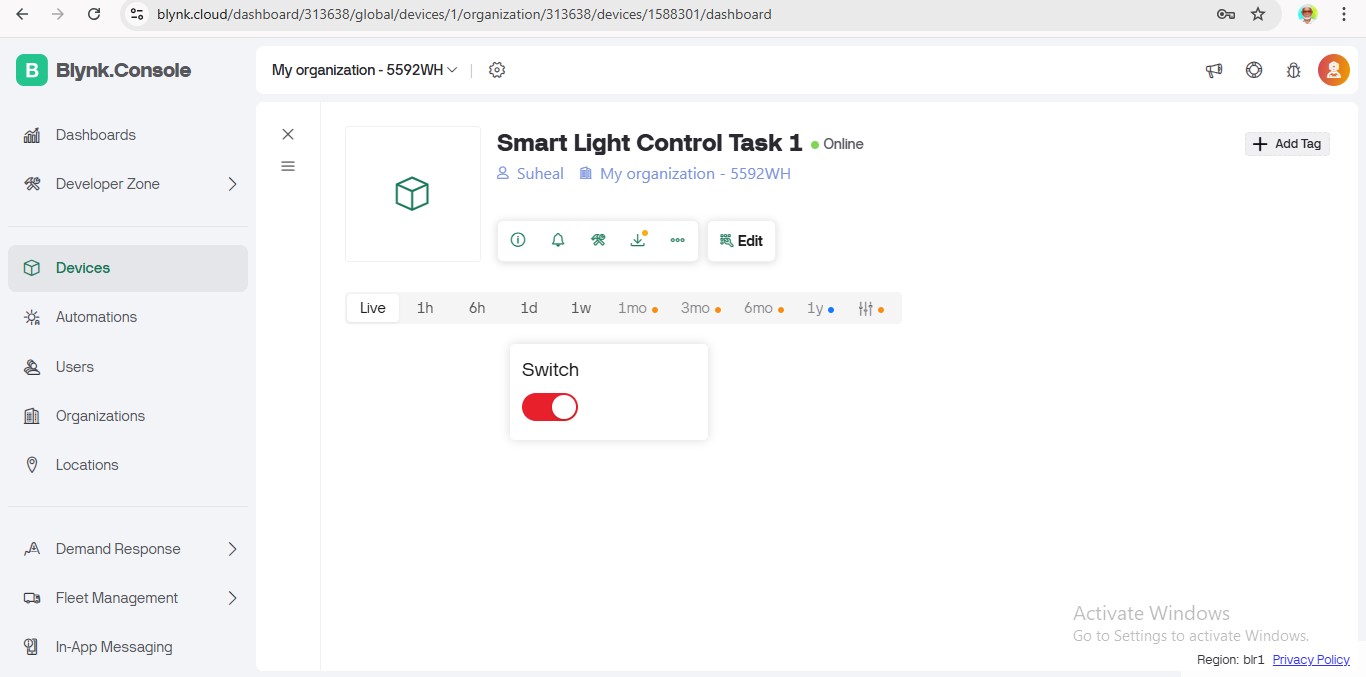 blynk.cloud/dashboard/313638/global/devices/1/organization/313638/devices/1588301/dashboard
B Blynk.Console
My organization - 5592WH
Dashboards
Developer Zone
Devices
Automations
Users
Organizations
Locations
Demand Response
Fleet Management
In-App Messaging
Smart Light Control Task 1 Online
Add Tag
Suheal My organization - 5592WH
Edit
Live 1h 6h 1d 1w 1mo 3mo 6mo 1y
Switch
Activate Windows
Go to Settings to activate Windows.
Region: blr1 Privacy Policy